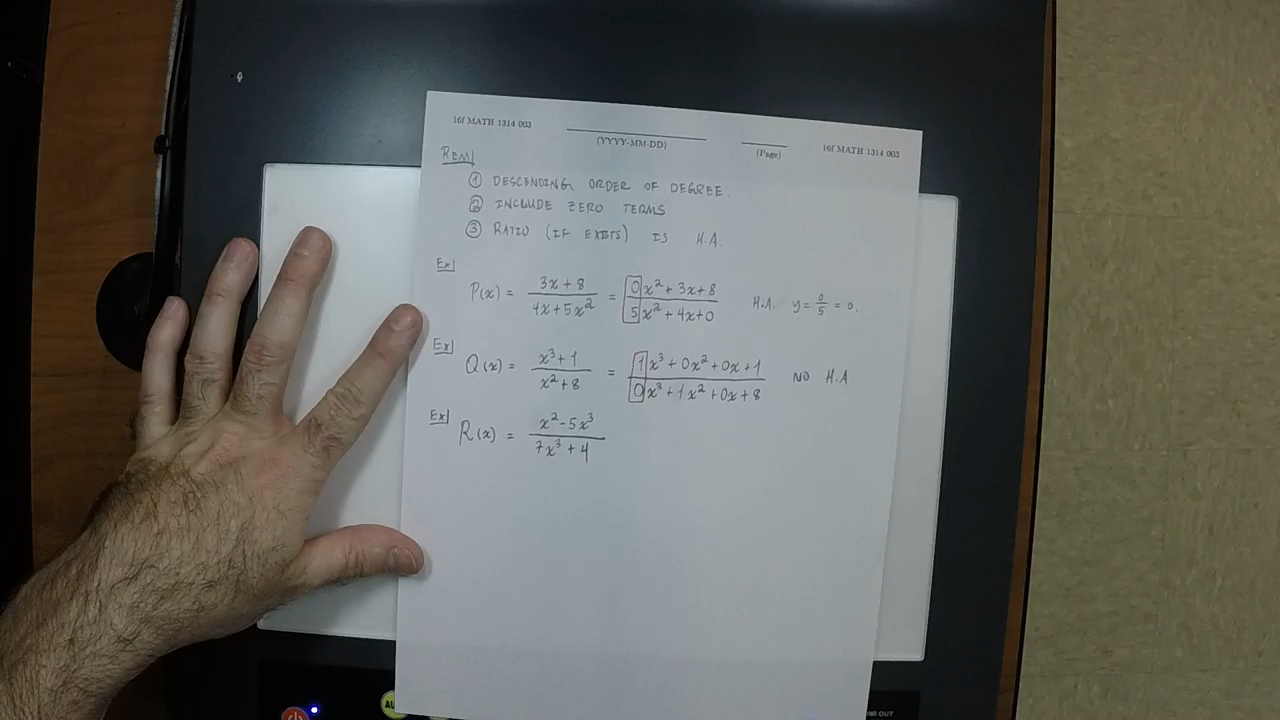 16f MATH 1314 003 (YYYY-MM-DD) (Page) 16f MATH 1314 003
REM
① DESCENDING ORDER OF DEGREE.
② INCLUDE ZERO TERMS
③ RATIO (IF EXISTS) IS H.A.
Ex
P(x) = (3x + 8)/(4x + 5x²) = (0x² + 3x + 8)/(5x² + 4x + 0) H.A. y = 0/5 = 0.
Ex
Q(x) = (x³ + 1)/(x² + 8) = (1x³ + 0x² + 0x + 1)/(0x³ + 1x² + 0x + 8) NO H.A
Ex
R(x) = (x² - 5x³)/(7x³ + 4)